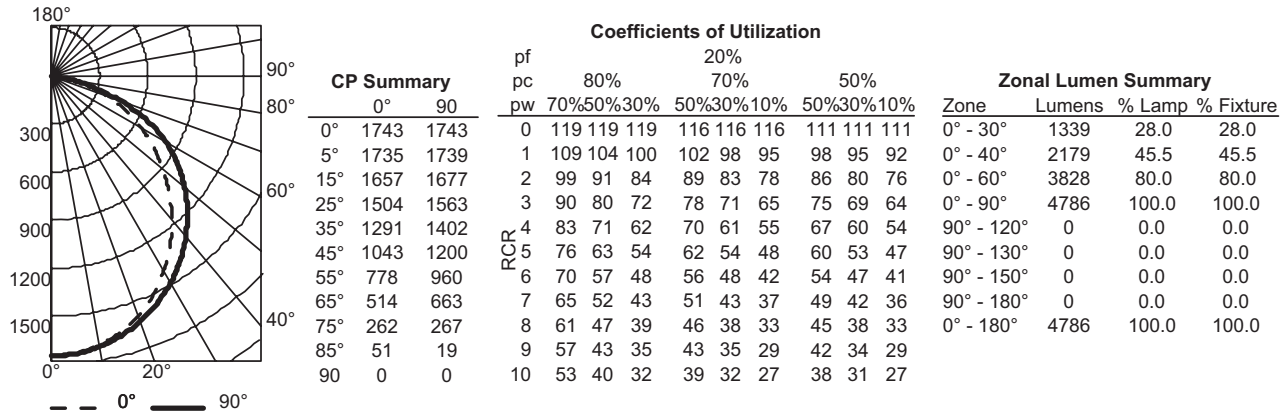 180°
90°
80°
300
600
60°
900
1200
40°
1500
0° 20°
0° 90°
CP Summary
0° 90
0° 1743 1743
5° 1735 1739
15° 1657 1677
25° 1504 1563
35° 1291 1402
45° 1043 1200
55° 778 960
65° 514 663
75° 262 267
85° 51 19
90 0 0
Coefficients of Utilization
pf 20%
pc 80% 70% 50%
pw 70%50%30% 50%30%10% 50%30%10%
RCR
0 119 119 119 116 116 116 111 111 111
1 109 104 100 102 98 95 98 95 92
2 99 91 84 89 83 78 86 80 76
3 90 80 72 78 71 65 75 69 64
4 83 71 62 70 61 55 67 60 54
5 76 63 54 62 54 48 60 53 47
6 70 57 48 56 48 42 54 47 41
7 65 52 43 51 43 37 49 42 36
8 61 47 39 46 38 33 45 38 33
9 57 43 35 43 35 29 42 34 29
10 53 40 32 39 32 27 38 31 27
Zonal Lumen Summary
Zone Lumens % Lamp % Fixture
0° - 30° 1339 28.0 28.0
0° - 40° 2179 45.5 45.5
0° - 60° 3828 80.0 80.0
0° - 90° 4786 100.0 100.0
90° - 120° 0 0.0 0.0
90° - 130° 0 0.0 0.0
90° - 150° 0 0.0 0.0
90° - 180° 0 0.0 0.0
0° - 180° 4786 100.0 100.0